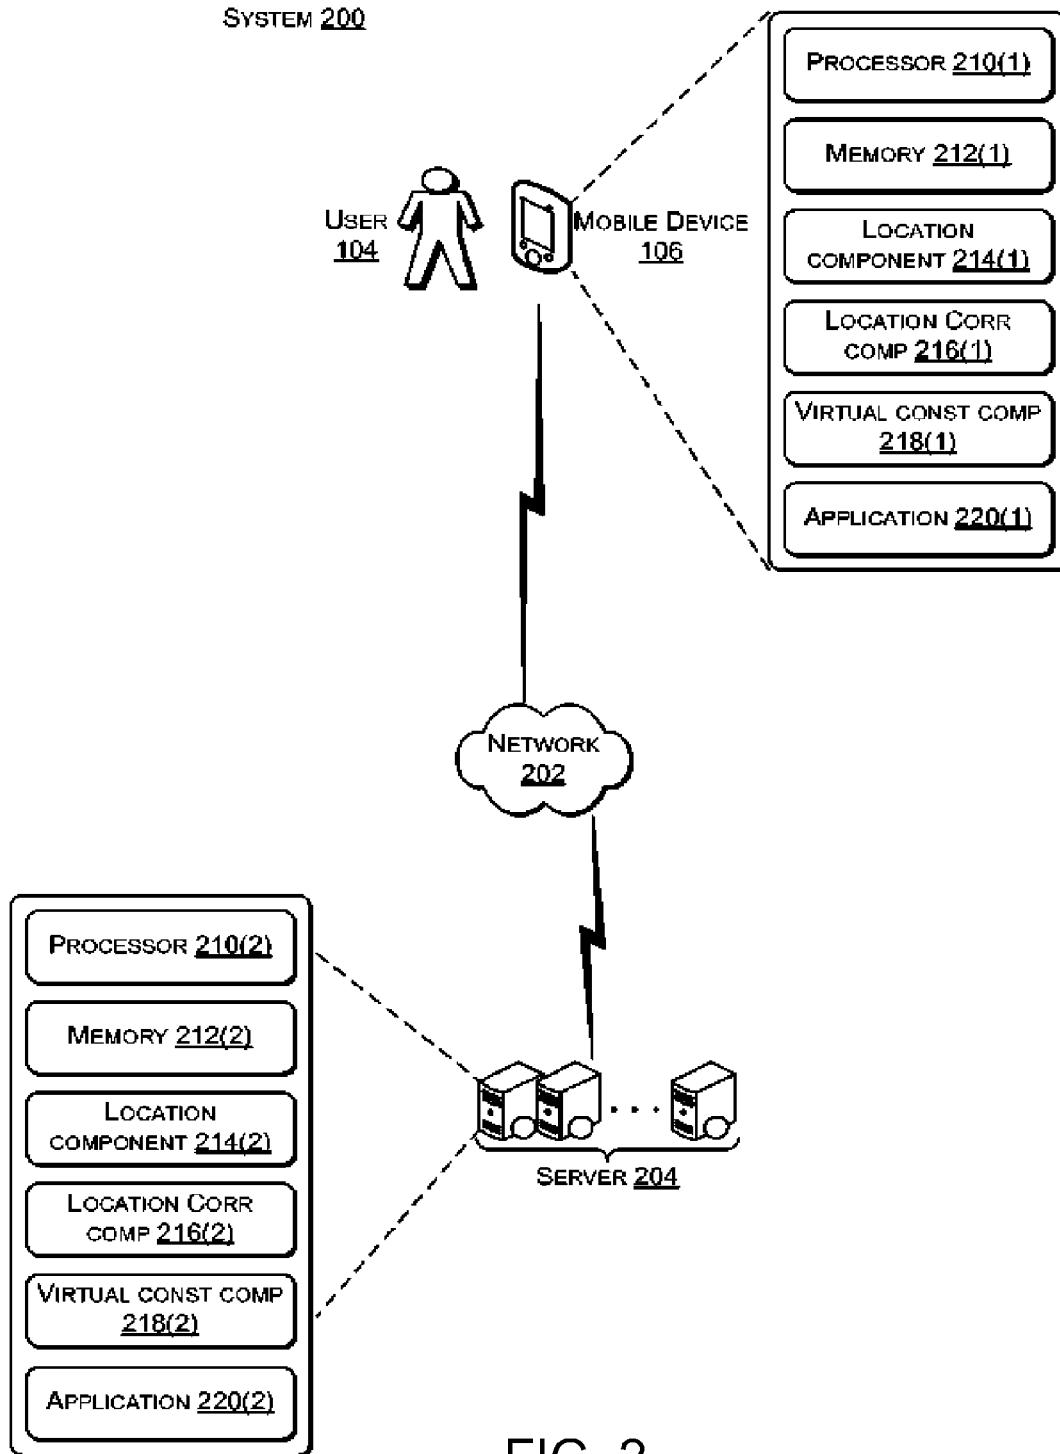 SYSTEM 200
PROCESSOR 210(1)
MEMORY 212(1)
LOCATION
COMPONENT 214(1)
LOCATION CORR
COMP 216(1)
VIRTUAL CONST COMP
218(1)
APPLICATION 220(1)
USER
104
MOBILE DEVICE
106
NETWORK
202
PROCESSOR 210(2)
MEMORY 212(2)
LOCATION
COMPONENT 214(2)
LOCATION CORR
COMP 216(2)
VIRTUAL CONST COMP
218(2)
APPLICATION 220(2)
SERVER 204
FIG. 2